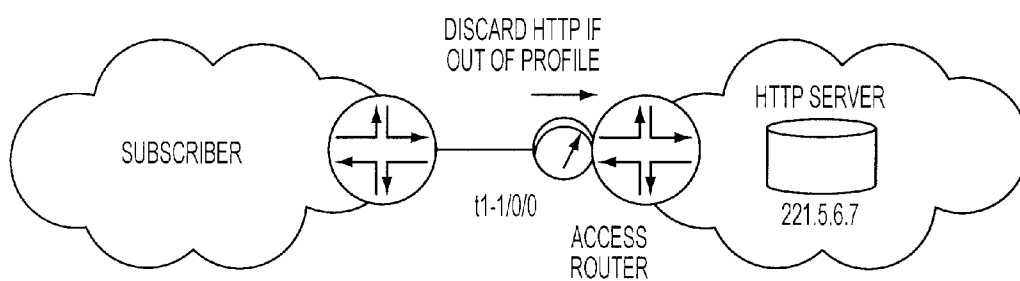 DISCARD HTTP IF
OUT OF PROFILE
SUBSCRIBER
t1-1/0/0
ACCESS
ROUTER
HTTP SERVER
221.5.6.7